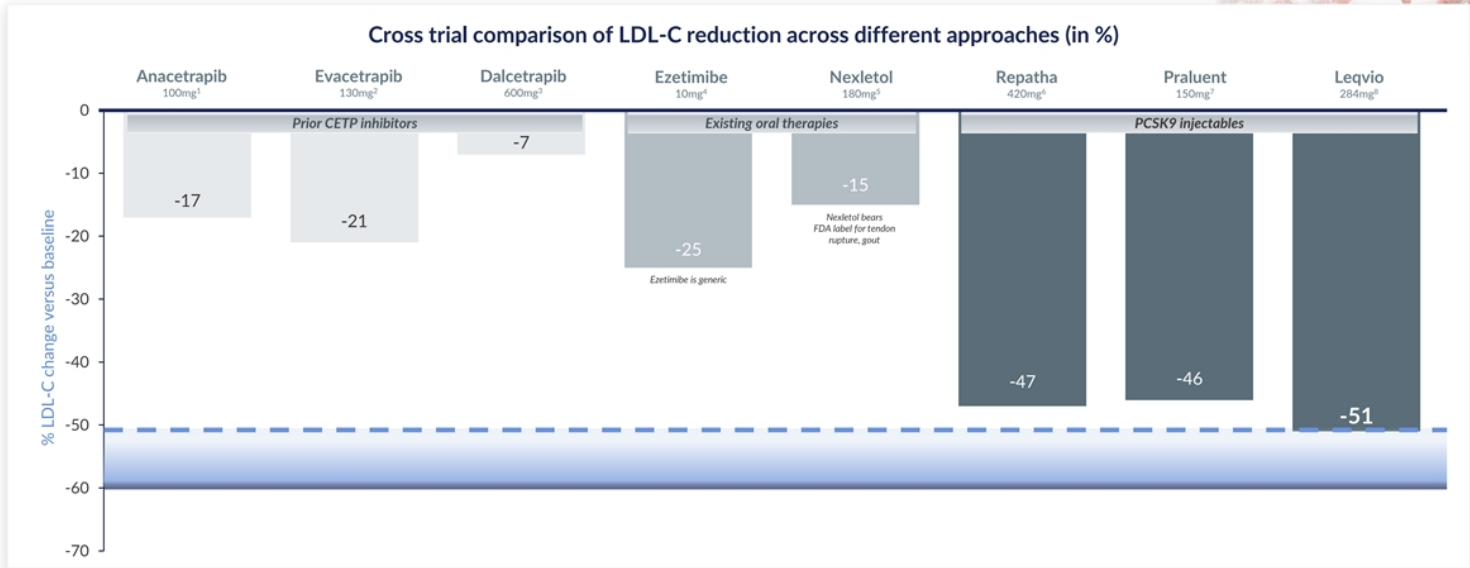 Cross trial comparison of LDL-C reduction across different approaches (in %)
Anacetrapib
100mg¹
Evacetrapib
130mg²
Dalcetrapib
600mg³
Ezetimibe
10mg⁴
Nexletol
180mg⁵
Repatha
420mg⁶
Praluent
150mg⁷
Leqvio
284mg⁸
% LDL-C change versus baseline
0
-10
-20
-30
-40
-50
-60
-70
Prior CETP inhibitors
Existing oral therapies
PCSK9 injectables
-17
-21
-7
-25
Ezetimibe is generic
-15
Nexletol bears
FDA label for tendon
rupture, gout
-47
-46
-51